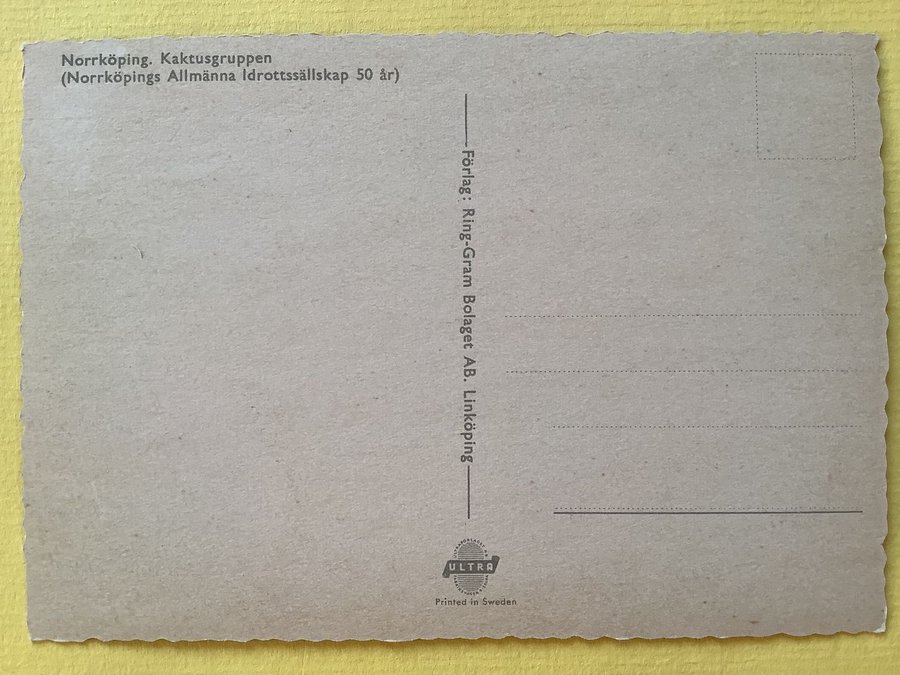 Norrköping. Kaktusgruppen
(Norrköpings Allmänna Idrottssällskap 50 år)
Förlag: Ring-Gram Bolaget AB. Linköping
ULTRA
Printed in Sweden